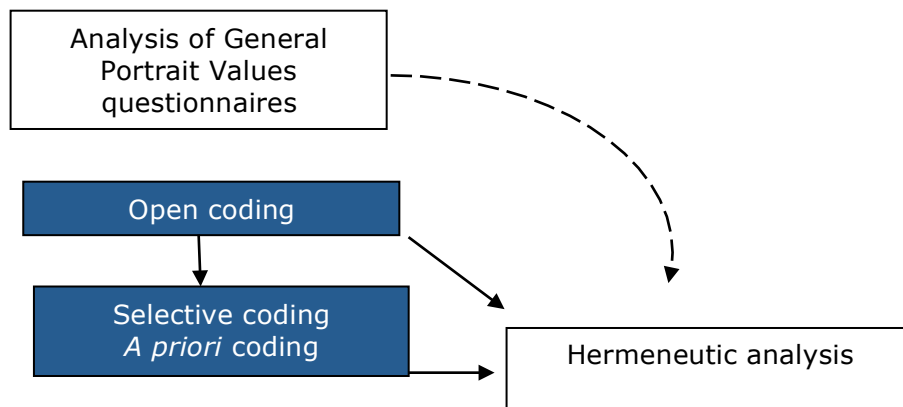 Analysis of General
Portrait Values
questionnaires
Open coding
Selective coding
A priori coding
Hermeneutic analysis